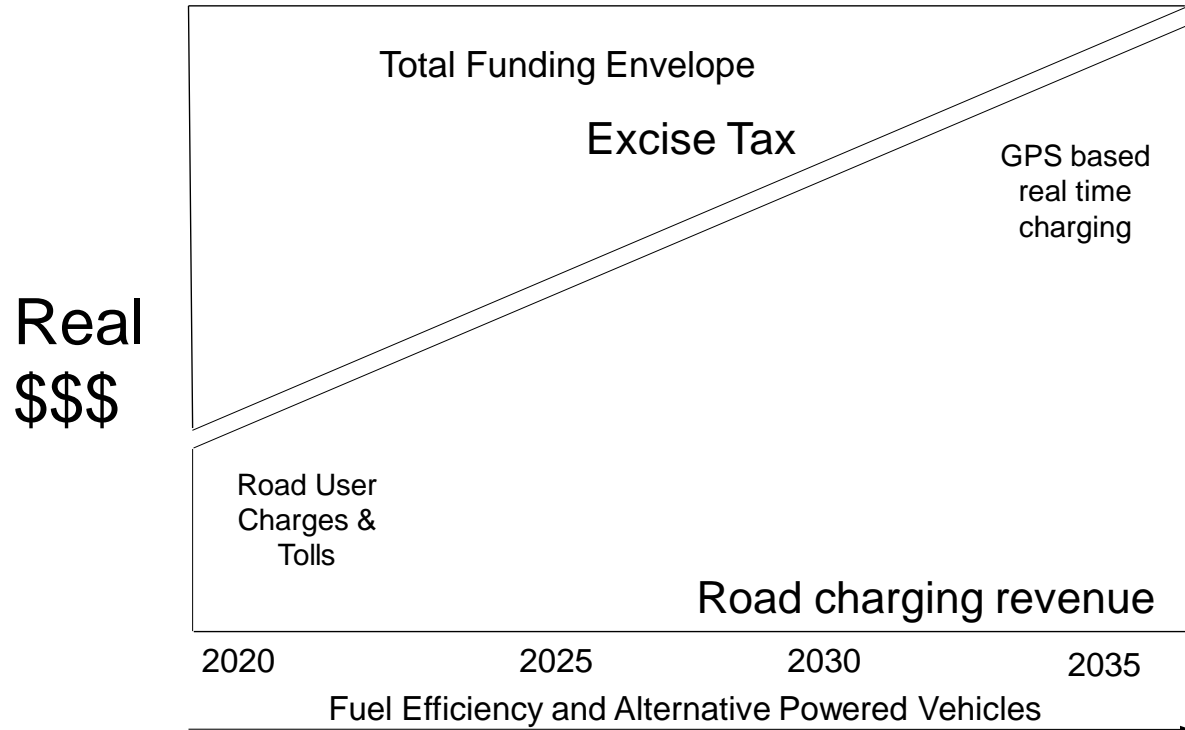 Total Funding Envelope
Excise Tax
GPS based
real time
charging
Real
$$$
Road User
Charges &
Tolls
Road charging revenue
2020 2025 2030 2035
Fuel Efficiency and Alternative Powered Vehicles